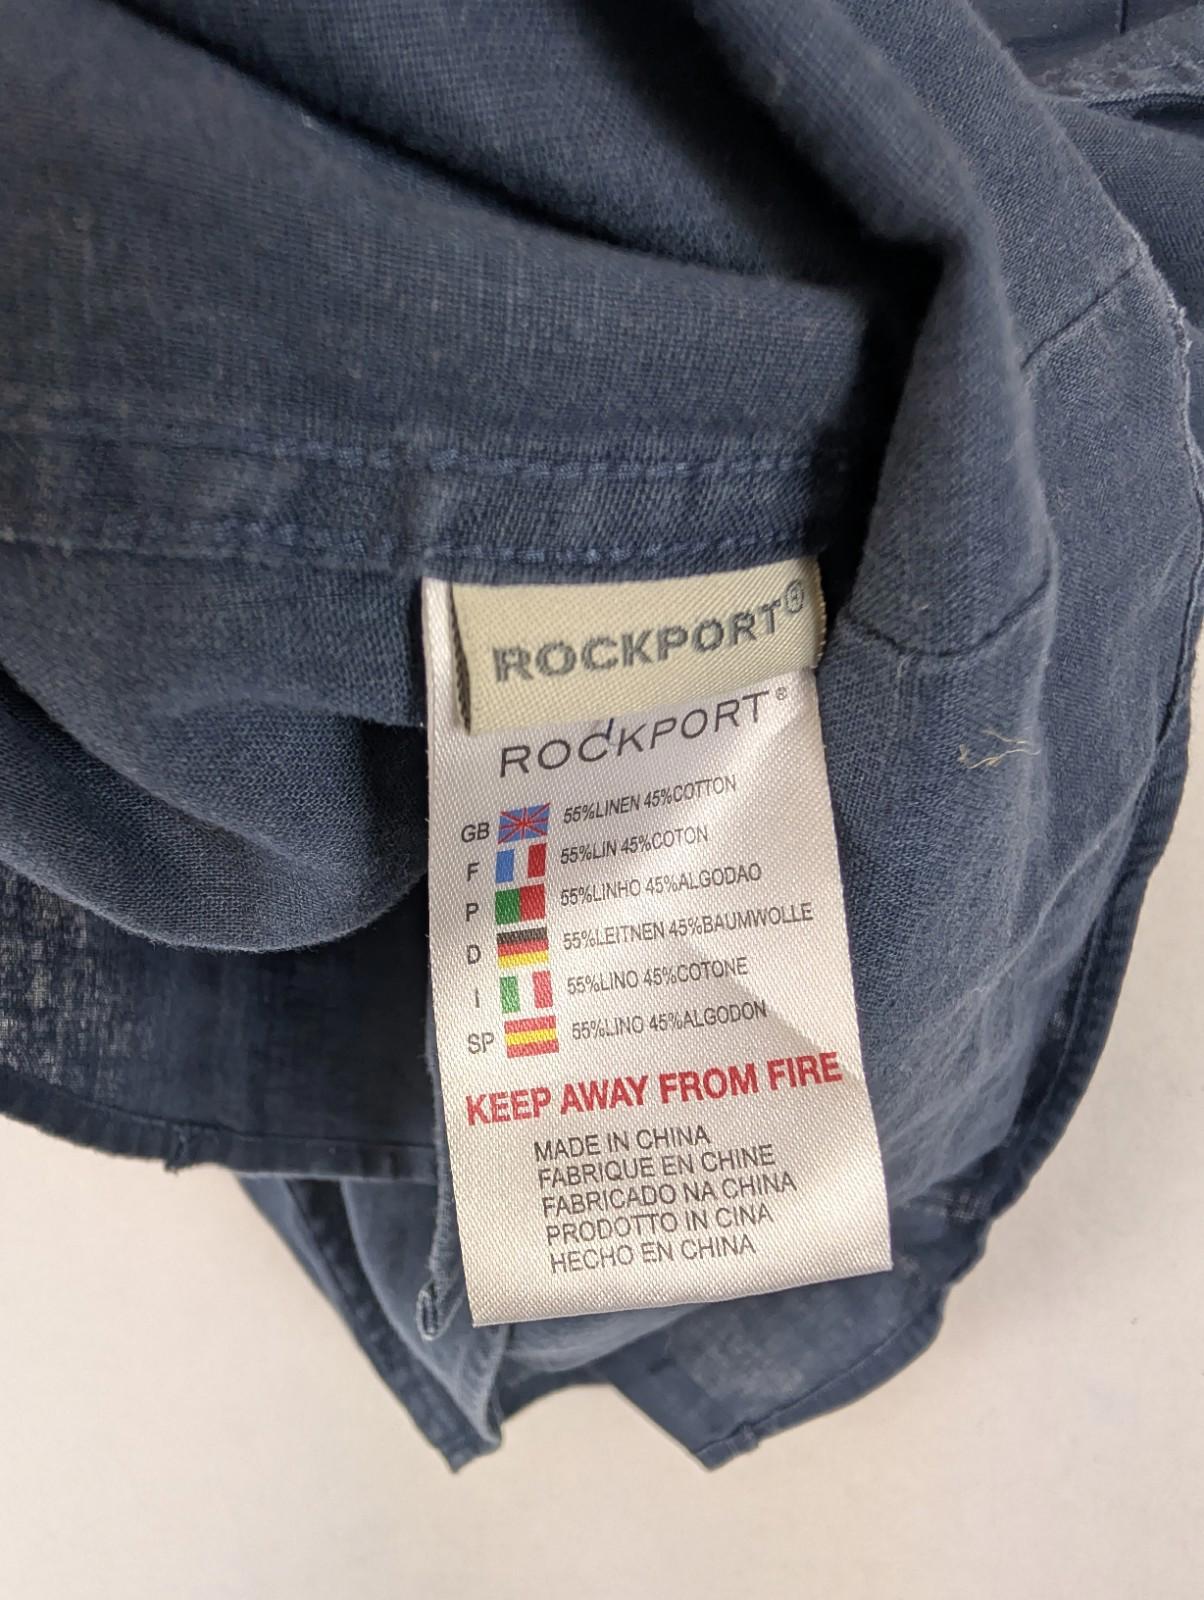 ROCKPORT®
ROCKPORT®
GB 55%LINEN 45%COTTON
F 55%LIN 45%COTON
P 55%LINHO 45%ALGODAO
D 55%LEITNEN 45%BAUMWOLLE
I 55%LINO 45%COTONE
SP 55%LINO 45%ALGODON
KEEP AWAY FROM FIRE
MADE IN CHINA
FABRIQUE EN CHINE
FABRICADO NA CHINA
PRODOTTO IN CINA
HECHO EN CHINA